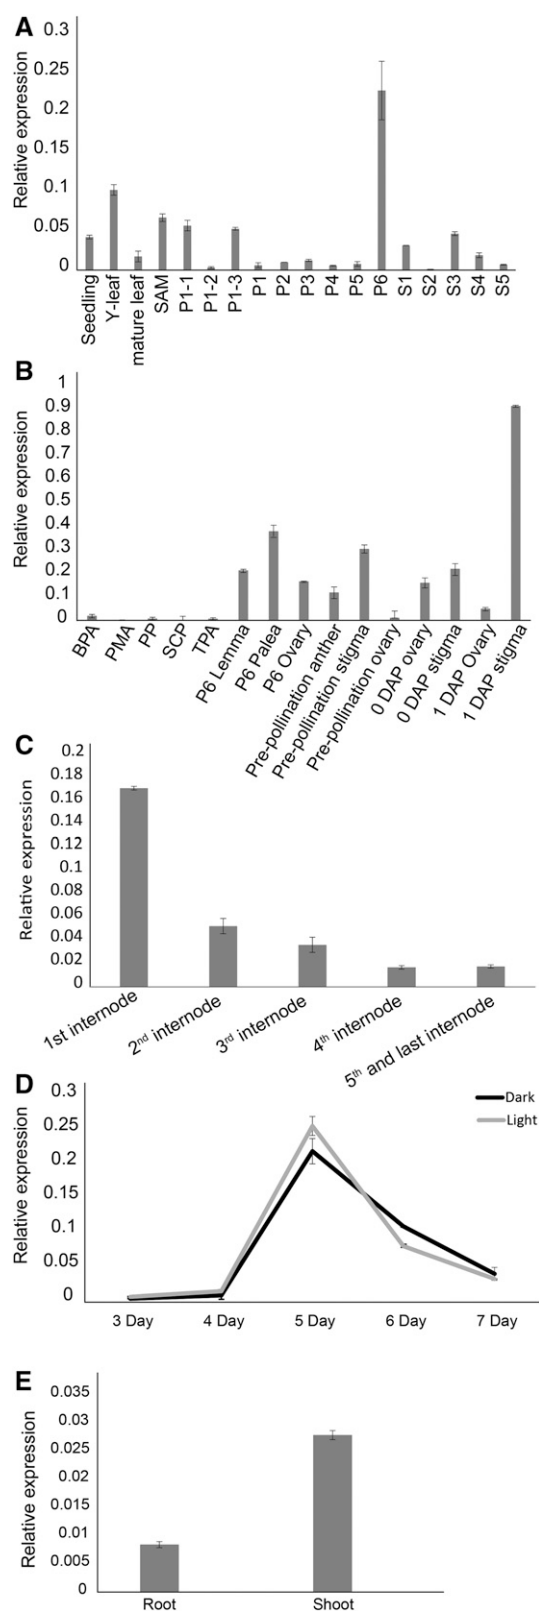 A
Relative expression
0.3
0.25
0.2
0.15
0.1
0.05
0
Seedling
Y-leaf
mature leaf
SAM
P1-1
P1-2
P1-3
P1
P2
P3
P4
P5
P6
S1
S2
S3
S4
S5
B
Relative expression
1
0.9
0.8
0.7
0.6
0.5
0.4
0.3
0.2
0.1
0
BPA
PMA
PP
SCP
TPA
P6 Lemma
P6 Palea
P6 Ovary
Pre-pollination anther
Pre-pollination stigma
Pre-pollination ovary
0 DAP ovary
0 DAP stigma
1 DAP Ovary
1 DAP stigma
C
Relative expression
0.2
0.18
0.16
0.14
0.12
0.1
0.08
0.06
0.04
0.02
0
1st internode
2nd internode
3rd internode
4th internode
5th and last internode
D
Relative expression
0.3
0.25
0.2
0.15
0.1
0.05
0
Dark
Light
3 Day
4 Day
5 Day
6 Day
7 Day
E
Relative expression
0.035
0.03
0.025
0.02
0.015
0.01
0.005
0
Root
Shoot